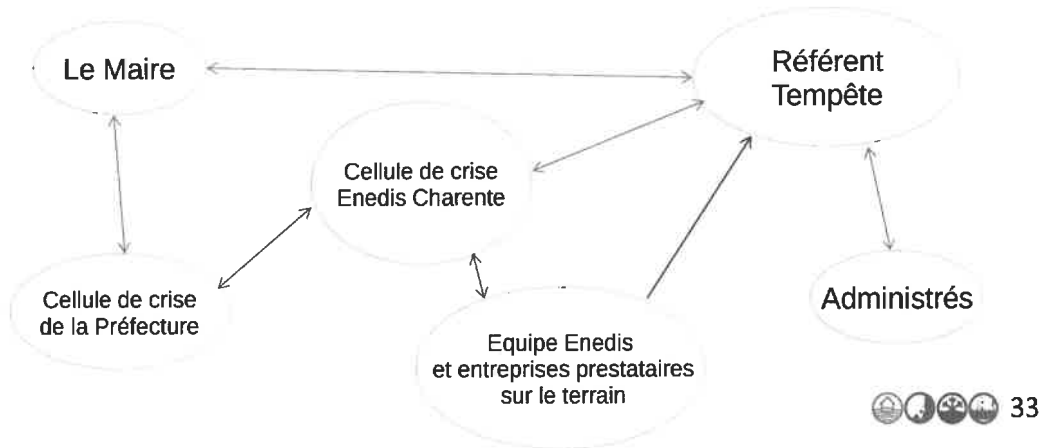 Le Maire
Référent
Tempête
Cellule de crise
Enedis Charente
Cellule de crise
de la Préfecture
Equipe Enedis
et entreprises prestataires
sur le terrain
Administrés
33